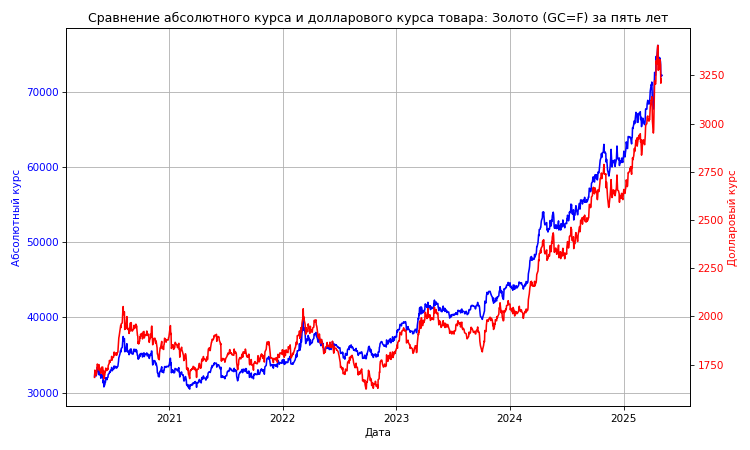 Сравнение абсолютного курса и долларового курса товара: Золото (GC=F) за пять лет
Абсолютный курс
70000
60000
50000
40000
30000
3250
3000
2750
2500
2250
2000
1750
Долларовый курс
2021 2022 2023 2024 2025
Дата